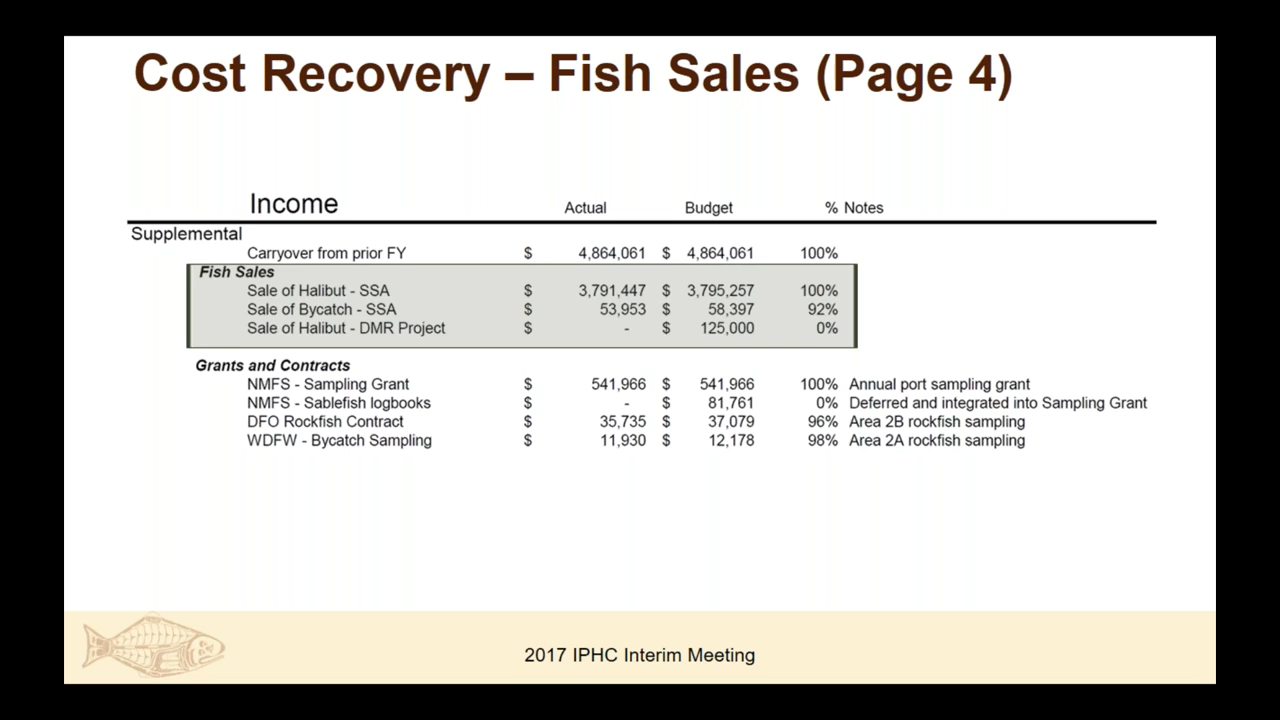 Cost Recovery – Fish Sales (Page 4)
Income Actual Budget % Notes
Supplemental
Carryover from prior FY $ 4,864,061 $ 4,864,061 100%
Fish Sales
Sale of Halibut - SSA $ 3,791,447 $ 3,795,257 100%
Sale of Bycatch - SSA $ 53,953 $ 58,397 92%
Sale of Halibut - DMR Project $ - $ 125,000 0%
Grants and Contracts
NMFS - Sampling Grant $ 541,966 $ 541,966 100% Annual port sampling grant
NMFS - Sablefish logbooks $ - $ 81,761 0% Deferred and integrated into Sampling Grant
DFO Rockfish Contract $ 35,735 $ 37,079 96% Area 2B rockfish sampling
WDFW - Bycatch Sampling $ 11,930 $ 12,178 98% Area 2A rockfish sampling
2017 IPHC Interim Meeting